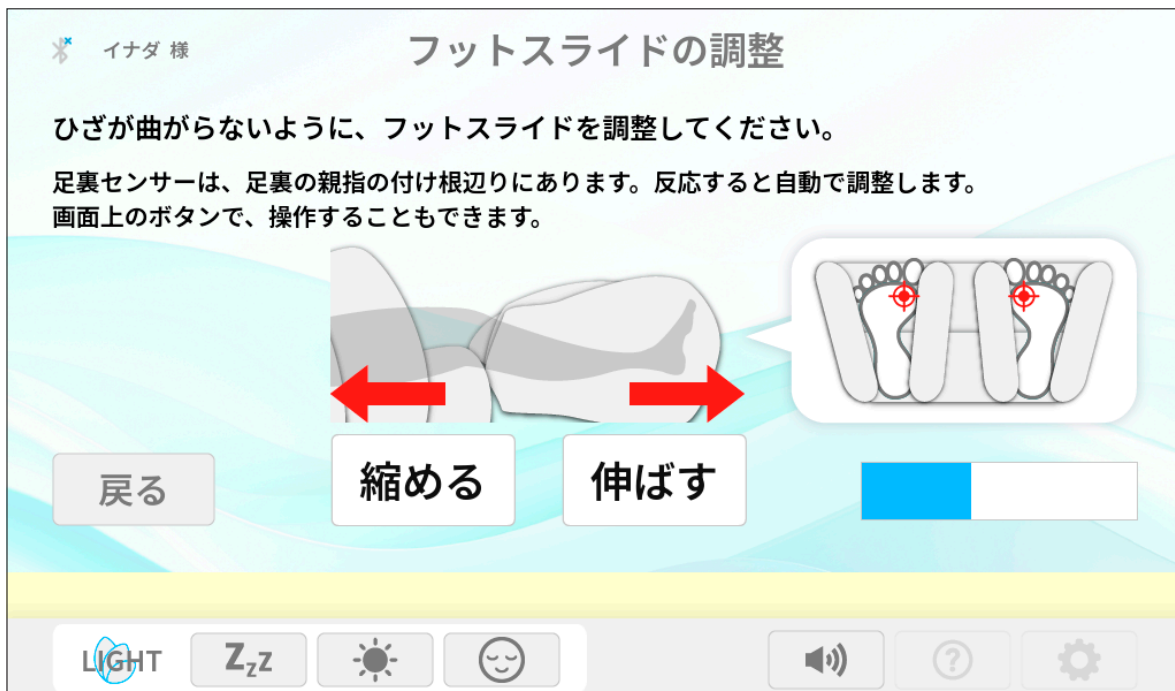 イナダ 様
フットスライドの調整
ひざが曲がらないように、フットスライドを調整してください。
足裏センサーは、足裏の親指の付け根辺りにあります。反応すると自動で調整します。
画面上のボタンで、操作することもできます。
戻る
縮める
伸ばす
LIGHT
ZzZ
?